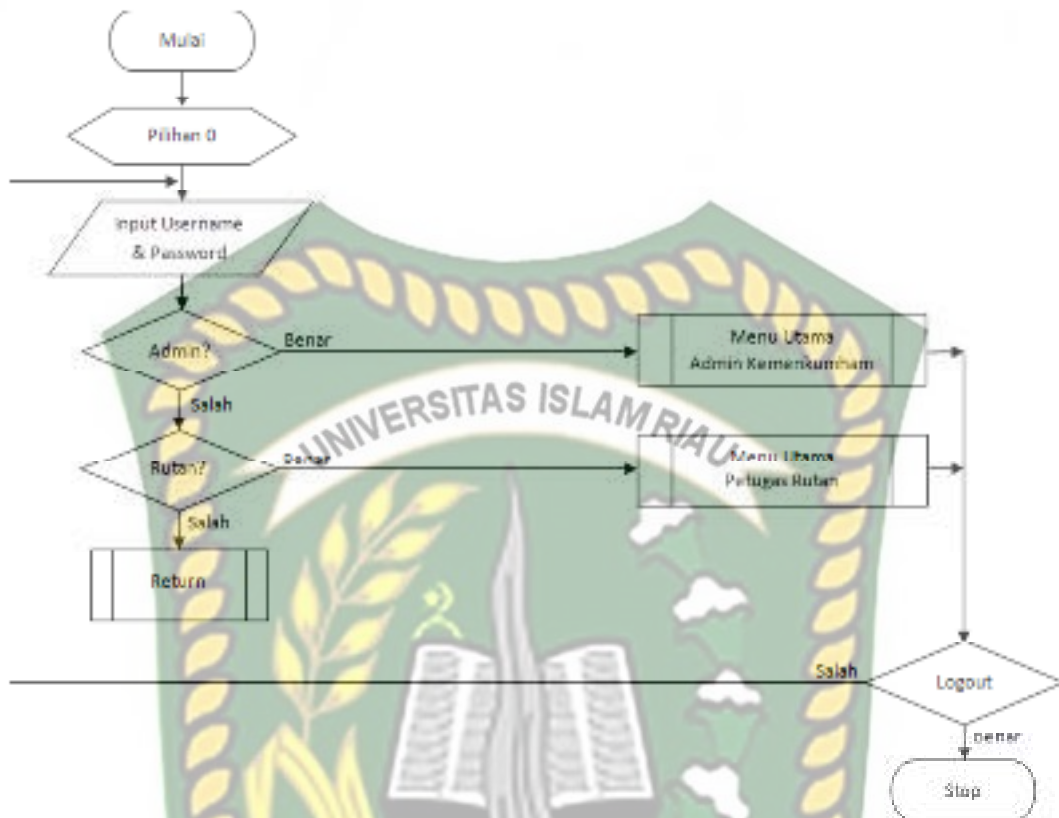 Mulai
Pilihan 0
Input Username
& Password
Admin?
Benar
Menu Utama
Admin Kemenkumham
Salah
UNIVERSITAS ISLAM RIAU
Rutan?
Benar
Menu Utama
Petugas Rutan
Salah
Return
Salah
Logout
Benar
Stop